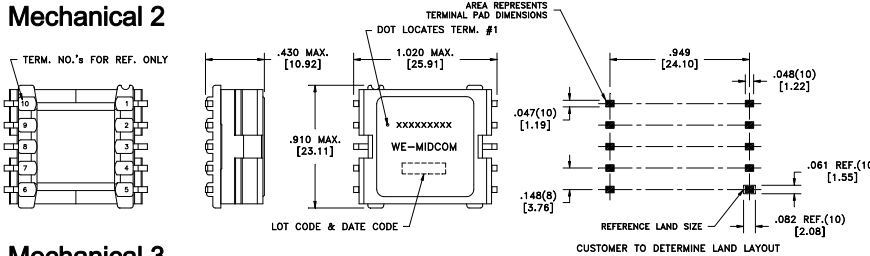 Mechanical 2
TERM. NO.'s FOR REF. ONLY
10
9
8
7
6
1
2
3
4
5
.430 MAX.
[10.92]
DOT LOCATES TERM. #1
1.020 MAX.
[25.91]
.910 MAX.
[23.11]
XXXXXXXXX
WE-MIDCOM
LOT CODE & DATE CODE
AREA REPRESENTS
TERMINAL PAD DIMENSIONS
.949
[24.10]
.048(10)
[1.22]
.047(10)
[1.19]
.148(8)
[3.76]
.061 REF.(10
[1.55]
.082 REF.(10)
[2.08]
REFERENCE LAND SIZE
CUSTOMER TO DETERMINE LAND LAYOUT
Mechanical 3